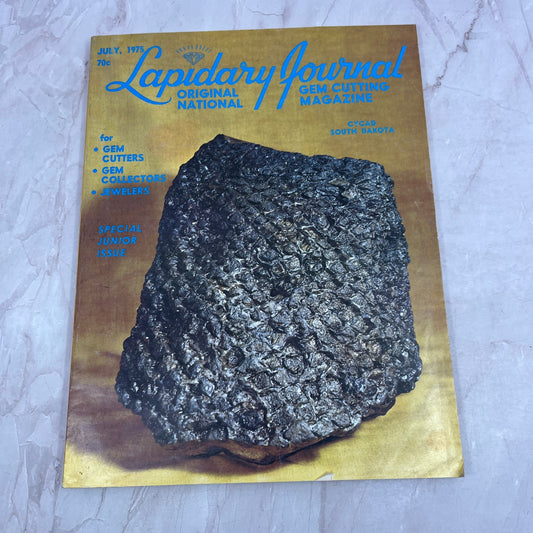 JULY, 1975
70c
Lapidary Journal
ORIGINAL NATIONAL
GEM CUTTING MAGAZINE
CYCAD
SOUTH DAKOTA
for
• GEM
CUTTERS
• GEM
COLLECTORS
• JEWELERS
SPECIAL
JUNIOR
ISSUE